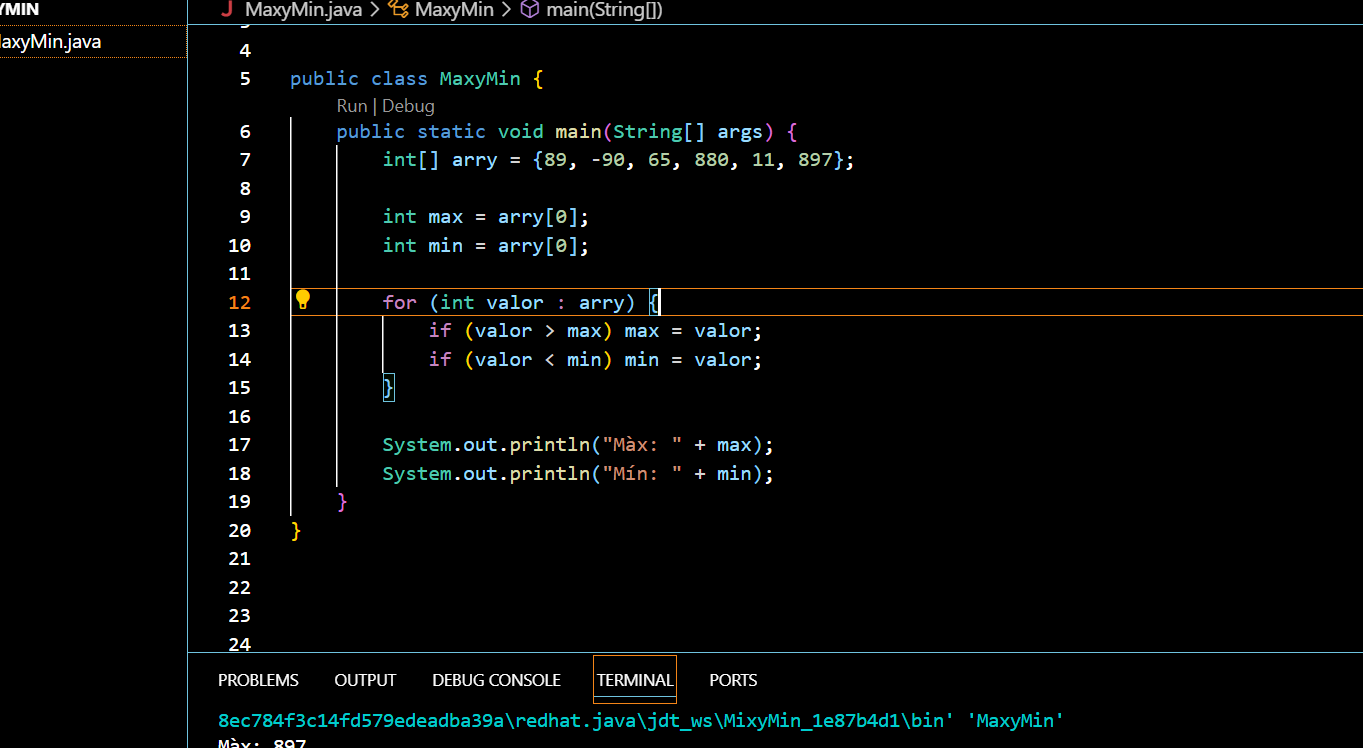 YMIN
MaxyMin.java > MaxyMin > main(String[])
axyMin.java
4
5 public class MaxyMin {
Run | Debug
6 public static void main(String[] args) {
7 int[] arry = {89, -90, 65, 880, 11, 897};
8
9 int max = arry[0];
10 int min = arry[0];
11
12 for (int valor : arry) {
13 if (valor > max) max = valor;
14 if (valor < min) min = valor;
15 }
16
17 System.out.println("Màx: " + max);
18 System.out.println("Mín: " + min);
19 }
20 }
21
22
23
24
PROBLEMS OUTPUT DEBUG CONSOLE TERMINAL PORTS
8ec784f3c14fd579edeadba39a\redhat.java\jdt_ws\MixyMin_1e87b4d1\bin' 'MaxyMin'
Màx: 897